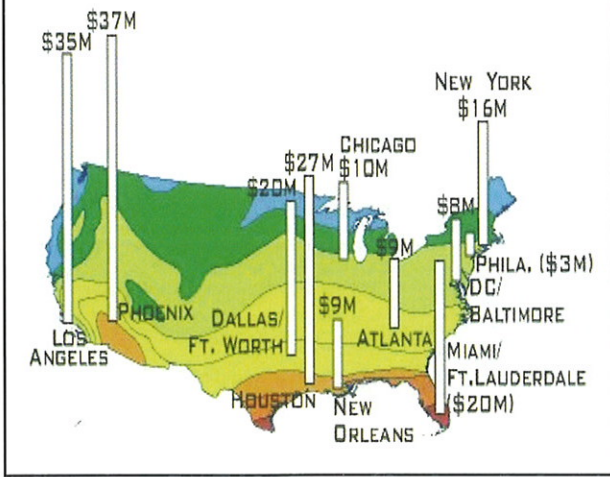 $37M
$35M
NEW YORK
$16M
CHICAGO
$10M
$27M
$20M
$8M
$9M
PHILA. ($3M)
DC/
BALTIMORE
$9M
PHOENIX
LOS
ANGELES
DALLAS/
FT. WORTH
ATLANTA
MIAMI/
FT.LAUDERDALE
($20M)
HOUSTON
NEW
ORLEANS